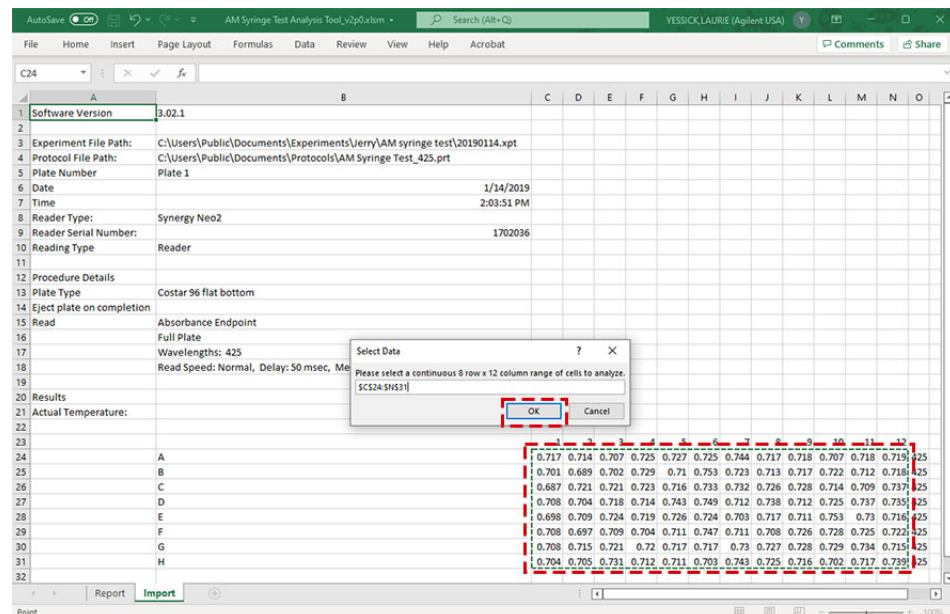 AutoSave Off AM Syringe Test Analysis Tool_v2p0.xlsm Search (Alt+Q) YESSICK,LAURIE (Agilent USA) Y
File Home Insert Page Layout Formulas Data Review View Help Acrobat Comments Share
C24 fx
A B C D E F G H I J K L M N O
1 Software Version 3.02.1
2
3 Experiment File Path: C:\Users\Public\Documents\Experiments\Jerry\AM syringe test\20190114.xpt
4 Protocol File Path: C:\Users\Public\Documents\Protocols\AM Syringe Test_425.prt
5 Plate Number Plate 1
6 Date 1/14/2019
7 Time 2:03:51 PM
8 Reader Type: Synergy Neo2
9 Reader Serial Number: 1702036
10 Reading Type Reader
11
12 Procedure Details
13 Plate Type Costar 96 flat bottom
14 Eject plate on completion
15 Read Absorbance Endpoint
16 Full Plate
17 Wavelengths: 425
18 Read Speed: Normal, Delay: 50 msec, Me
19
20 Results
21 Actual Temperature:
22
Select Data ? ×
Please select a continuous 8 row x 12 column range of cells to analyze.
$C$24:$N$31
OK Cancel
23 1 2 3 4 5 6 7 8 9 10 11 12
24 A 0.717 0.714 0.707 0.725 0.727 0.725 0.744 0.717 0.718 0.707 0.718 0.719 425
25 B 0.701 0.689 0.702 0.729 0.71 0.753 0.723 0.713 0.717 0.722 0.712 0.718 425
26 C 0.687 0.721 0.721 0.723 0.716 0.733 0.732 0.726 0.728 0.714 0.709 0.737 425
27 D 0.708 0.704 0.718 0.714 0.743 0.749 0.712 0.738 0.712 0.725 0.737 0.735 425
28 E 0.698 0.709 0.724 0.719 0.726 0.724 0.703 0.717 0.711 0.753 0.73 0.716 425
29 F 0.708 0.697 0.709 0.704 0.711 0.747 0.711 0.708 0.726 0.728 0.725 0.722 425
30 G 0.708 0.715 0.721 0.72 0.717 0.717 0.73 0.727 0.728 0.729 0.734 0.715 425
31 H 0.704 0.705 0.731 0.712 0.711 0.703 0.743 0.725 0.716 0.702 0.717 0.739 425
32
Report Import
Point 100%